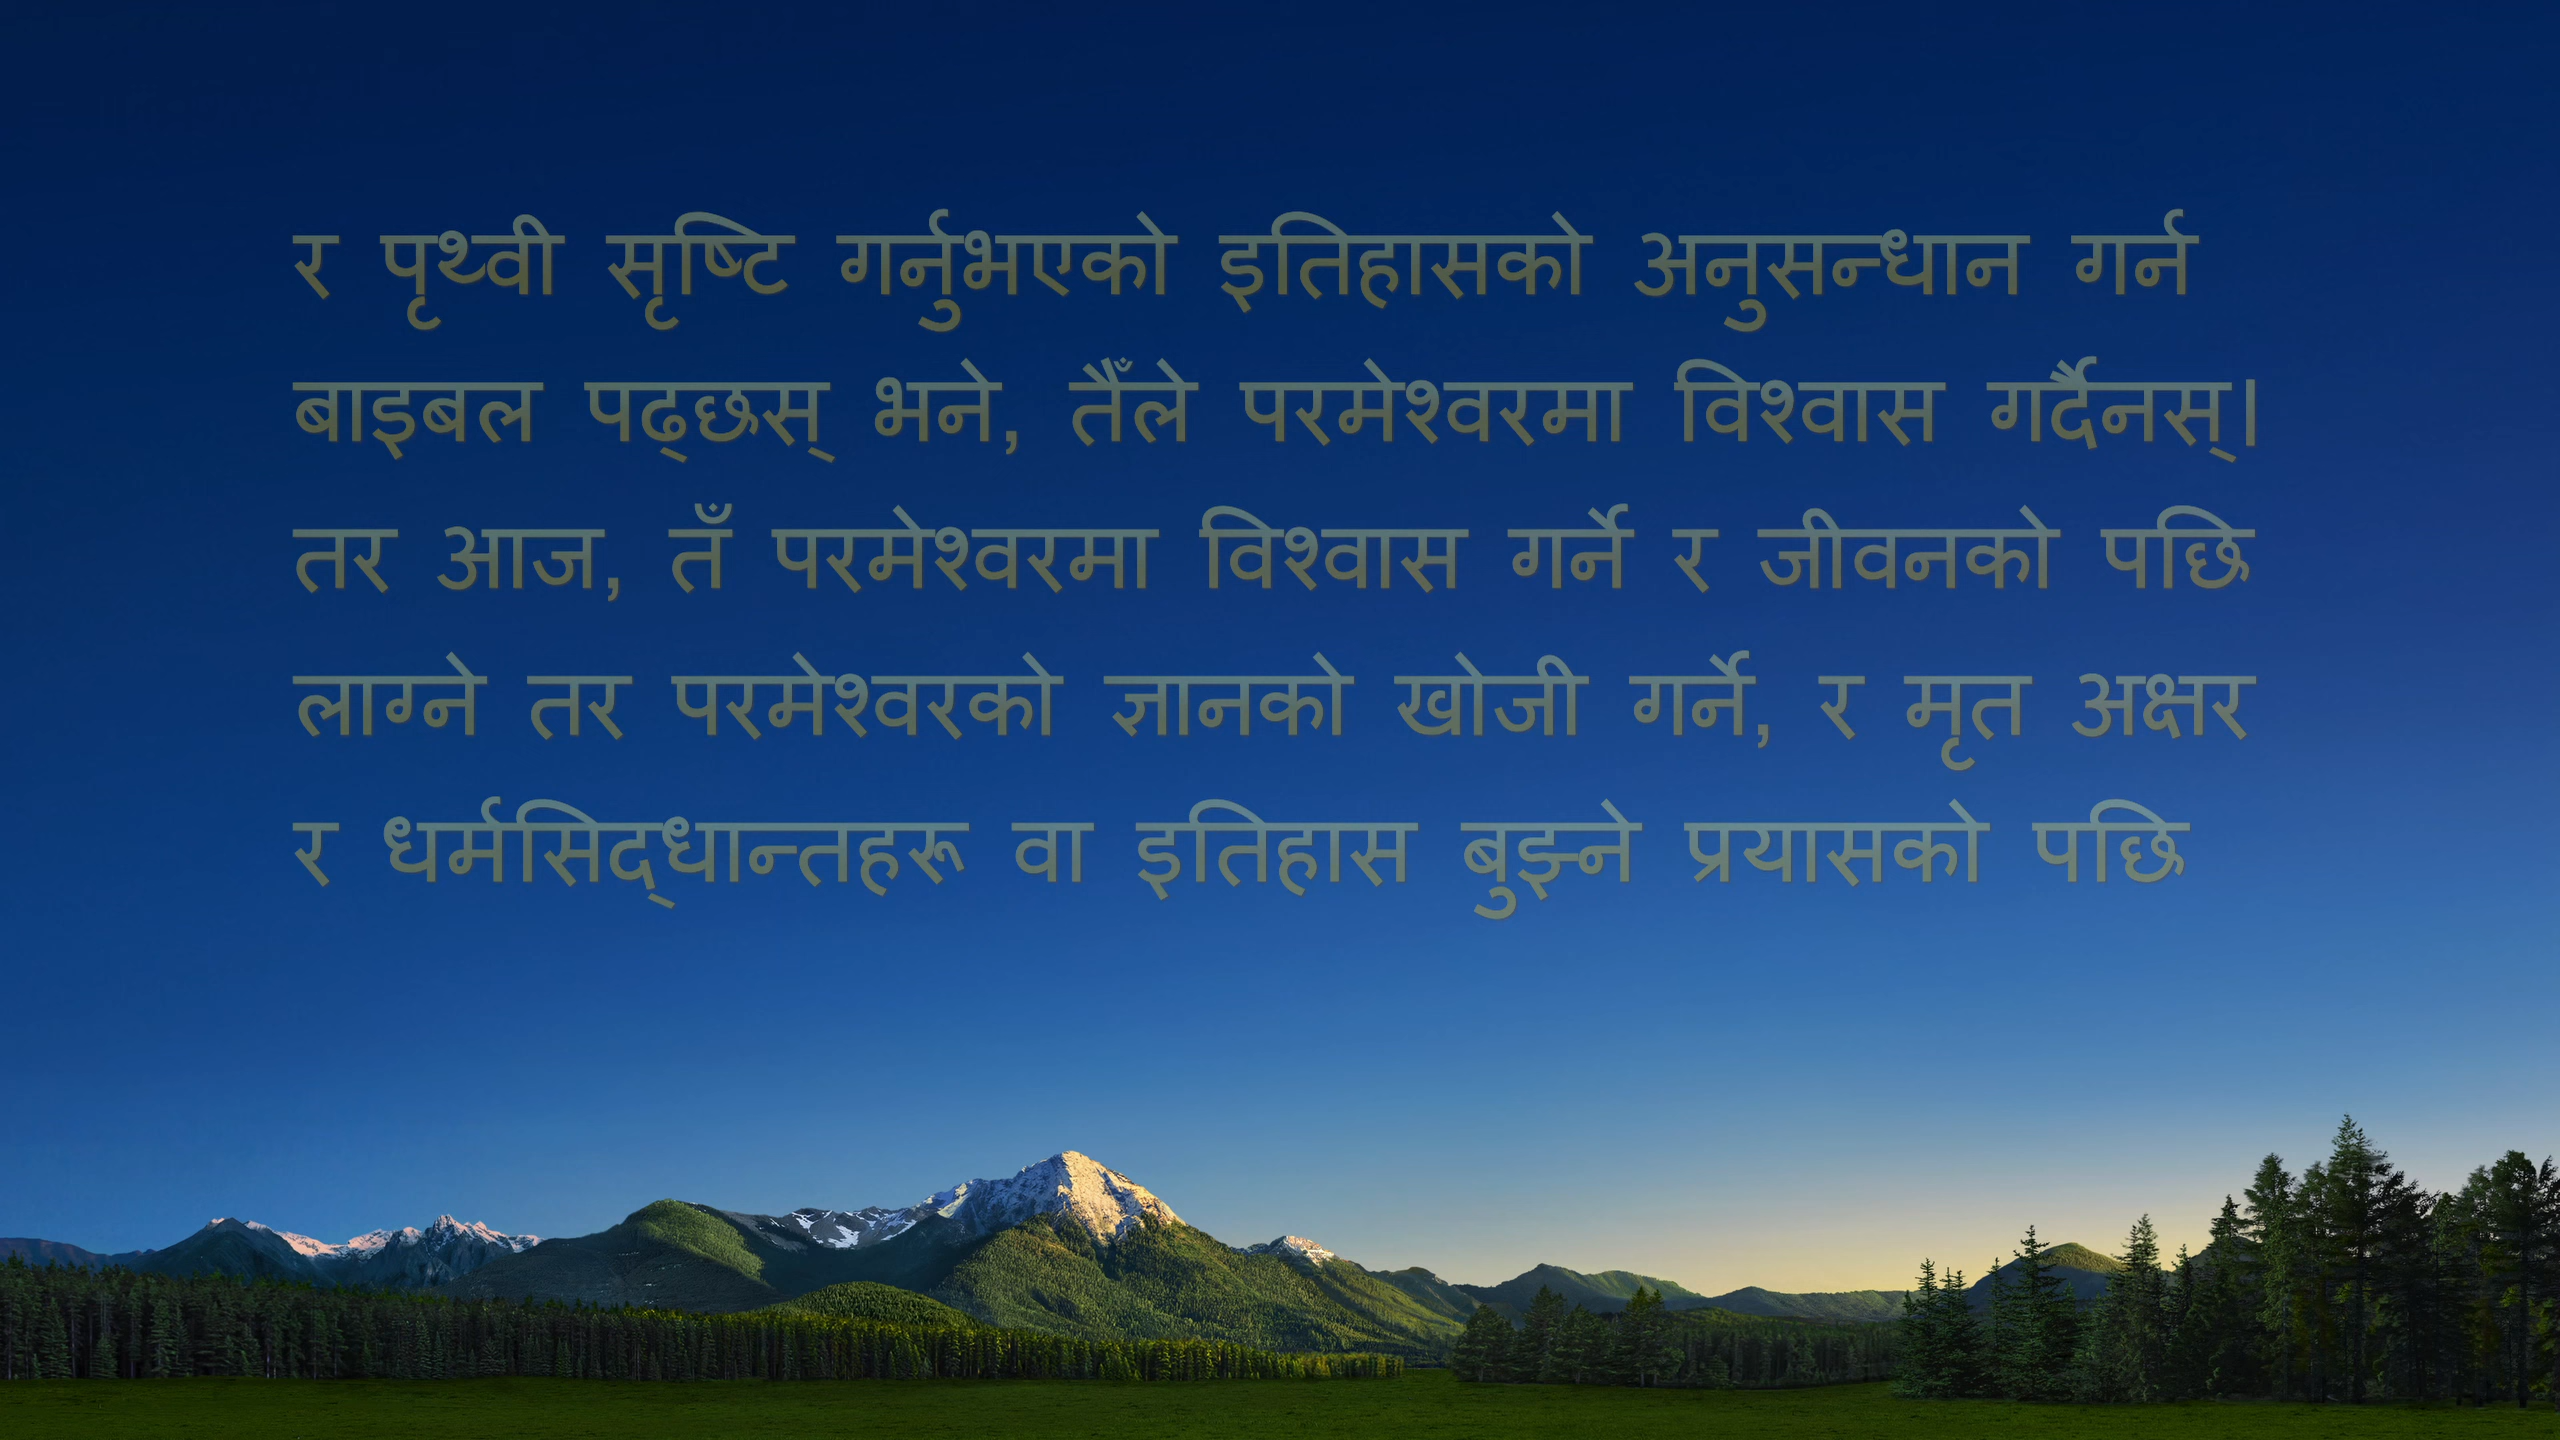 र पृथ्वी सृष्टि गर्नुभएको इतिहासको अनुसन्धान गर्न
बाइबल पढ्छस् भने, तैँले परमेश्वरमा विश्वास गर्दैनस्।
तर आज, तँ परमेश्वरमा विश्वास गर्ने र जीवनको पछि
लाग्ने तर परमेश्वरको ज्ञानको खोजी गर्ने, र मृत अक्षर
र धर्मसिद्‌धान्तहरू वा इतिहास बुझ्ने प्रयासको पछि